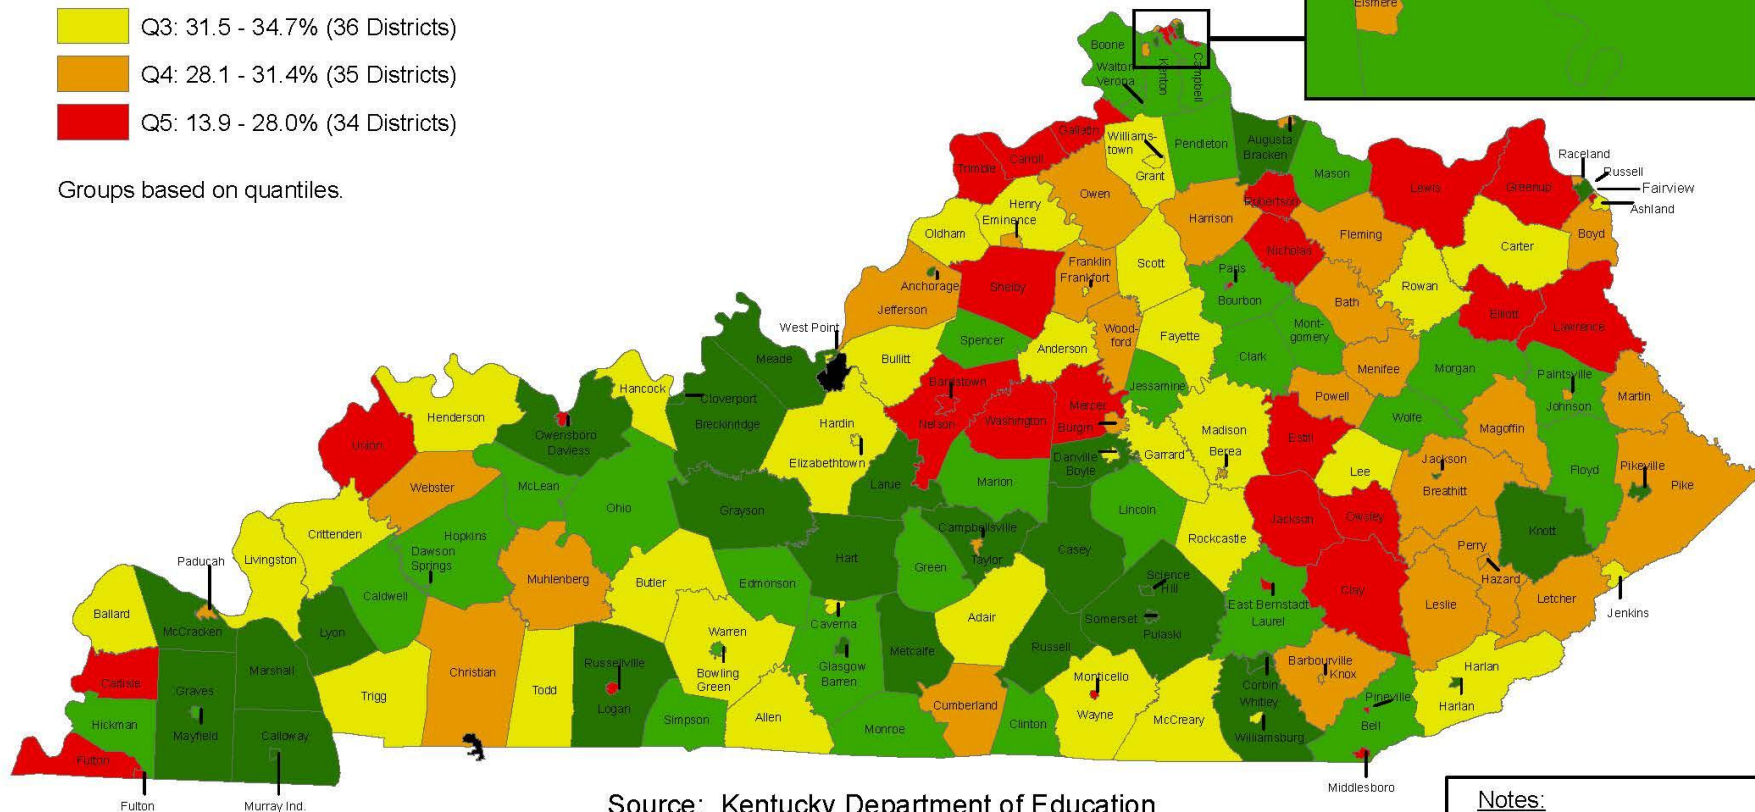 Q3: 31.5 - 34.7% (36 Districts)
Q4: 28.1 - 31.4% (35 Districts)
Q5: 13.9 - 28.0% (34 Districts)
Groups based on quantiles.
Elsmere
Boone
Walton
Verona
Kenton
Campbell
Gallatin
Carroll
Trimble
Williams-
town
Grant
Pendleton
Augusta
Bracken
Mason
Lewis
Greenup
Raceland
Russell
Fairview
Ashland
Boyd
Owen
Henry
Eminence
Oldham
Harrison
Robertson
Fleming
Nicholas
Carter
Rowan
Anchorage
Jefferson
Shelby
Franklin
Frankfort
Scott
Paris
Bourbon
Bath
Elliott
Lawrence
West Point
Meade
Bullitt
Spencer
Anderson
Wood-
ford
Fayette
Clark
Mont-
gomery
Menifee
Morgan
Paintsville
Johnson
Martin
Hancock
Cloverport
Breckinridge
Hardin
Elizabethtown
Bardstown
Nelson
Washington
Mercer
Burgin
Jessamine
Madison
Berea
Garrard
Danville
Boyle
Estill
Powell
Wolfe
Lee
Magoffin
Jackson
Breathitt
Floyd
Pikeville
Pike
Henderson
Union
Webster
Owensboro
Daviess
McLean
Ohio
Grayson
Larue
Marion
Lincoln
Rockcastle
Jackson
Owsley
Perry
Hazard
Knott
Letcher
Jenkins
Leslie
Clay
Crittenden
Livingston
Paducah
Ballard
McCracken
Hopkins
Dawson
Springs
Caldwell
Lyon
Muhlenberg
Butler
Edmonson
Hart
Green
Campbellsville
Taylor
Casey
Science
Hill
Somerset
Pulaski
East Bernstadt
Laurel
Carlisle
Hickman
Fulton
Fulton
Graves
Mayfield
Marshall
Calloway
Murray Ind.
Trigg
Christian
Todd
Russellville
Logan
Simpson
Warren
Bowling
Green
Allen
Caverna
Glasgow
Barren
Monroe
Metcalfe
Adair
Cumberland
Clinton
Russell
Monticello
Wayne
McCreary
Corbin
Whitley
Williamsburg
Barbourville
Knox
Pineville
Bell
Middlesboro
Harlan
Harlan
Source: Kentucky Department of Education
Notes: